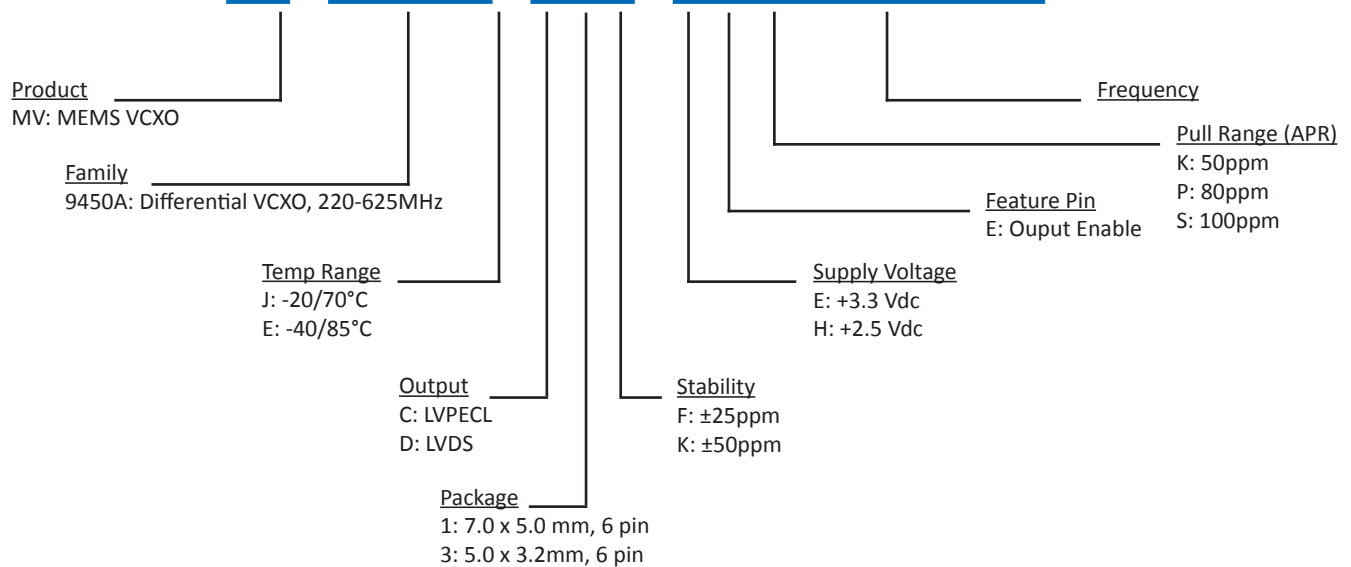 Product
MV: MEMS VCXO
Frequency
Pull Range (APR)
K: 50ppm
P: 80ppm
S: 100ppm
Family
9450A: Differential VCXO, 220-625MHz
Feature Pin
E: Ouput Enable
Temp Range
J: -20/70°C
E: -40/85°C
Supply Voltage
E: +3.3 Vdc
H: +2.5 Vdc
Output
C: LVPECL
D: LVDS
Stability
F: ±25ppm
K: ±50ppm
Package
1: 7.0 x 5.0 mm, 6 pin
3: 5.0 x 3.2mm, 6 pin